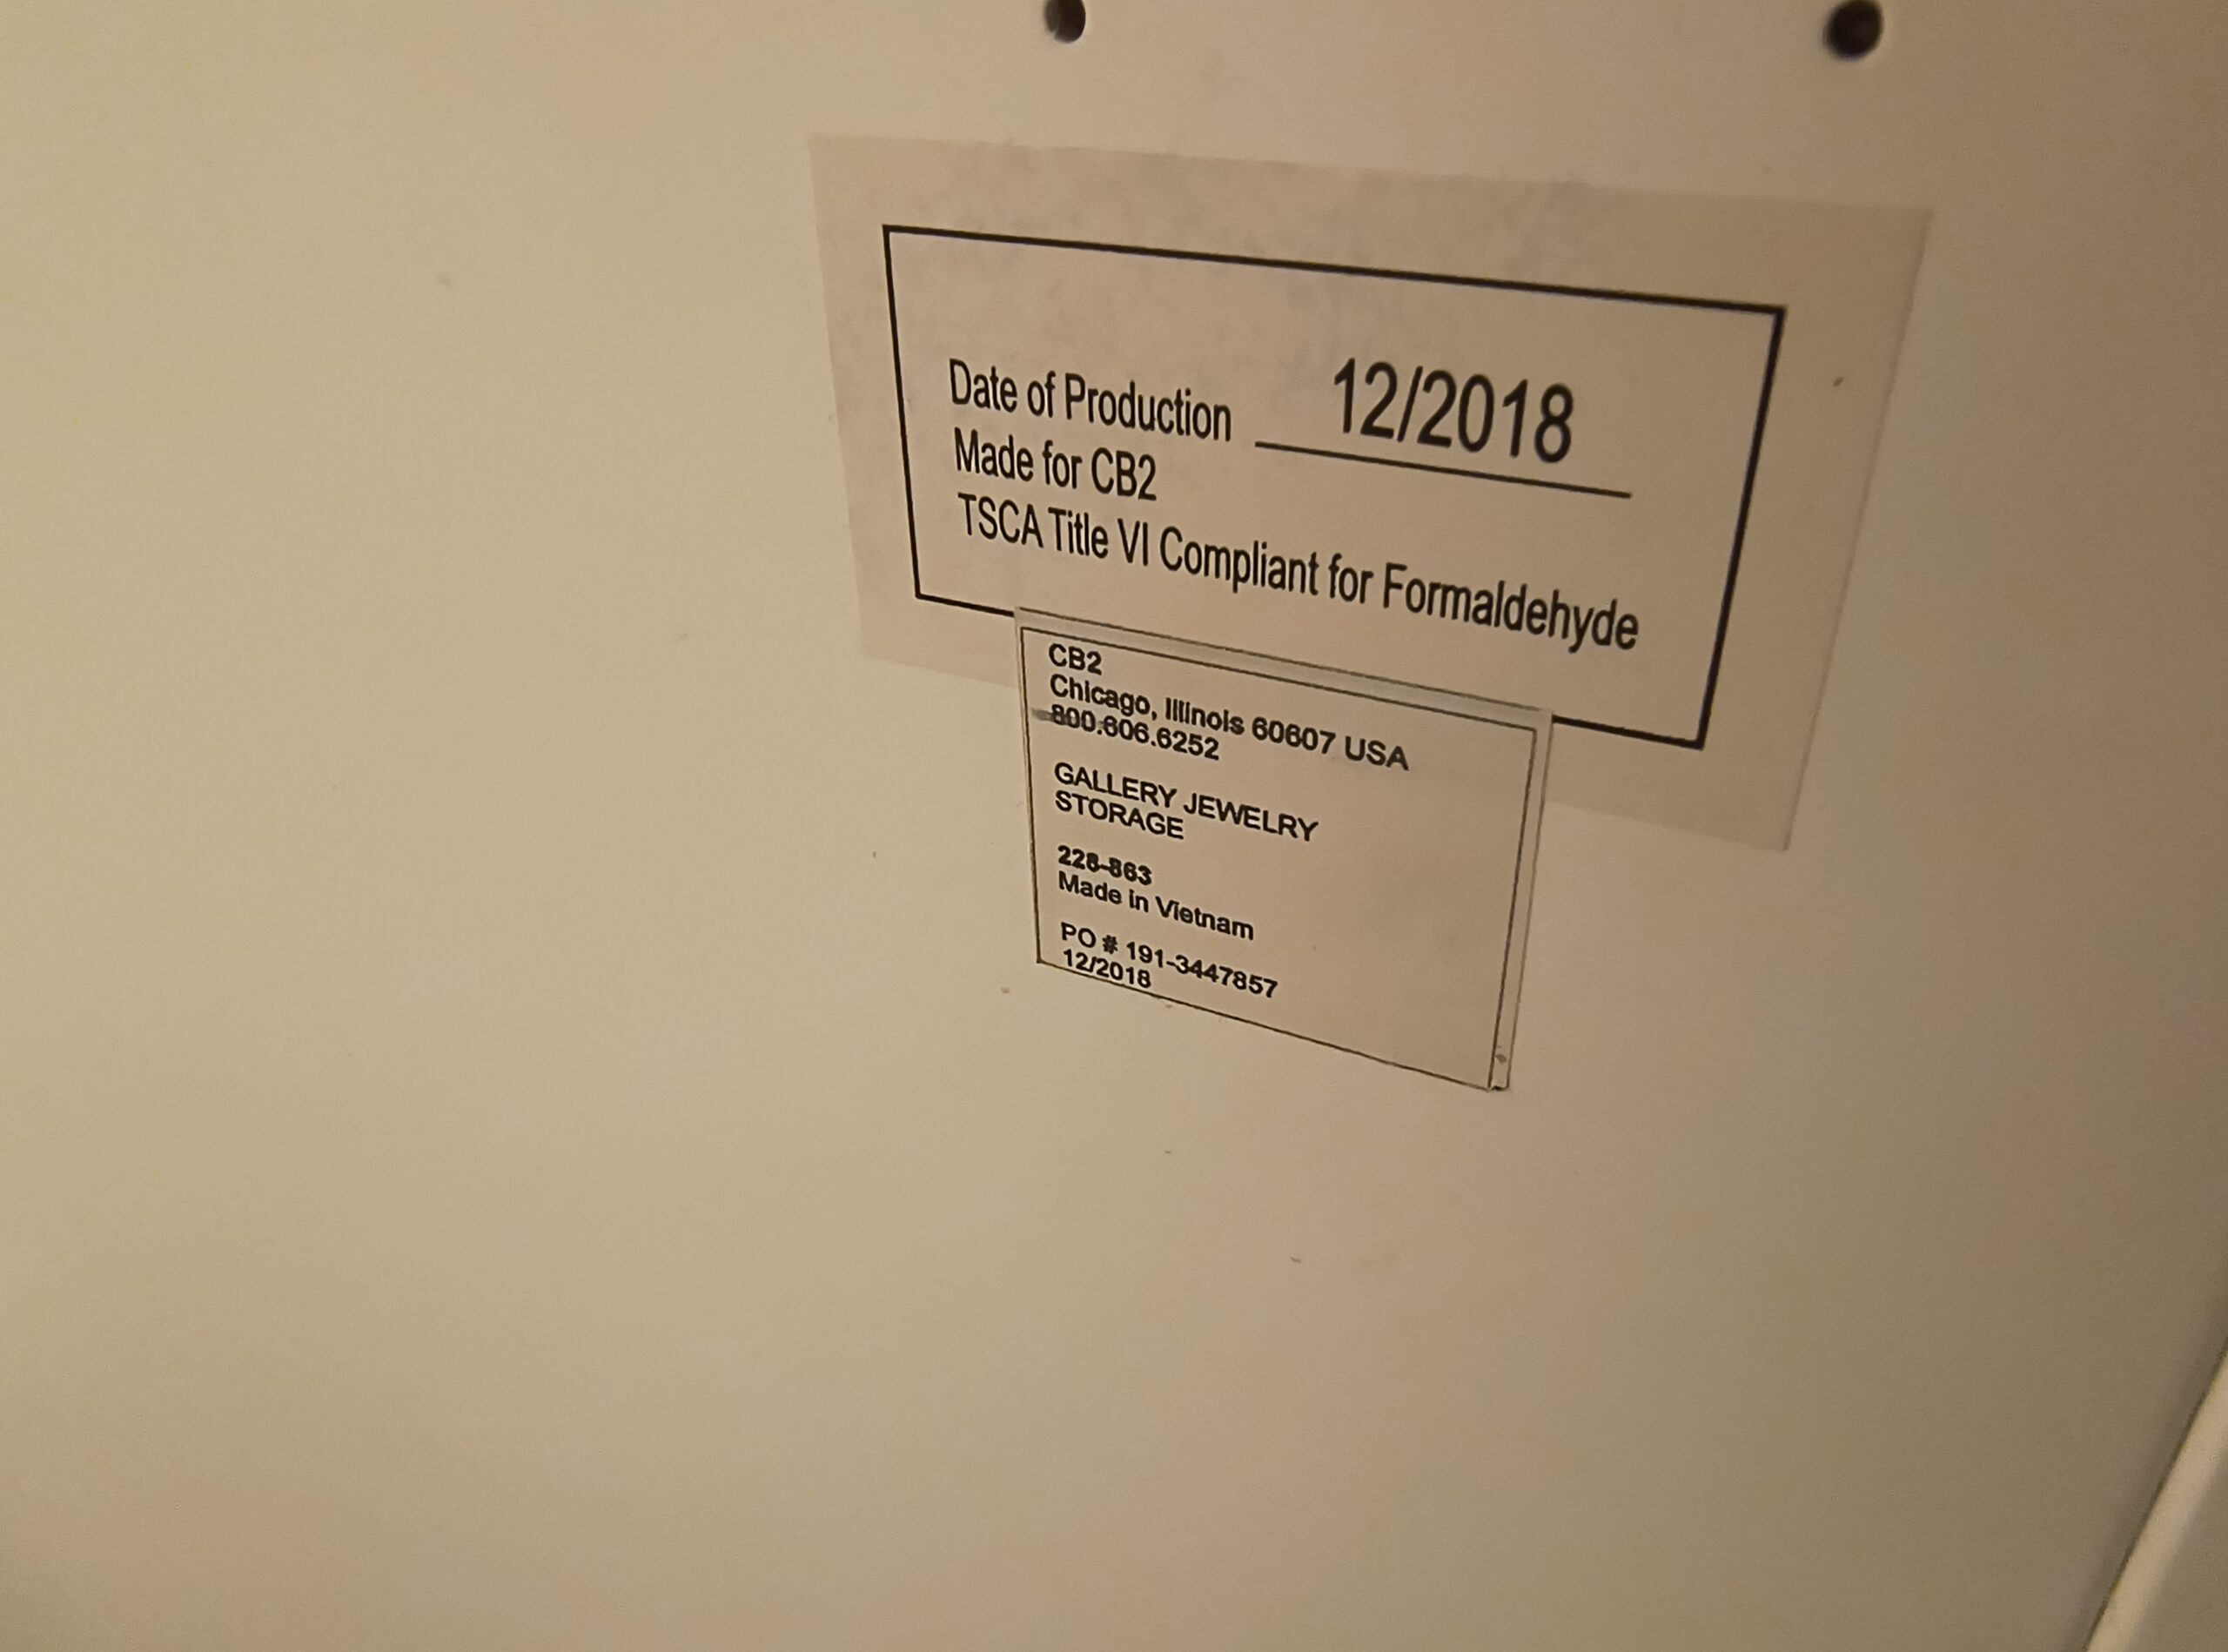 Date of Production 12/2018
Made for CB2
TSCA Title VI Compliant for Formaldehyde
CB2
Chicago, Illinois 60607 USA
800.606.6252
GALLERY JEWELRY
STORAGE
228-863
Made in Vietnam
PO # 191-3447857
12/2018